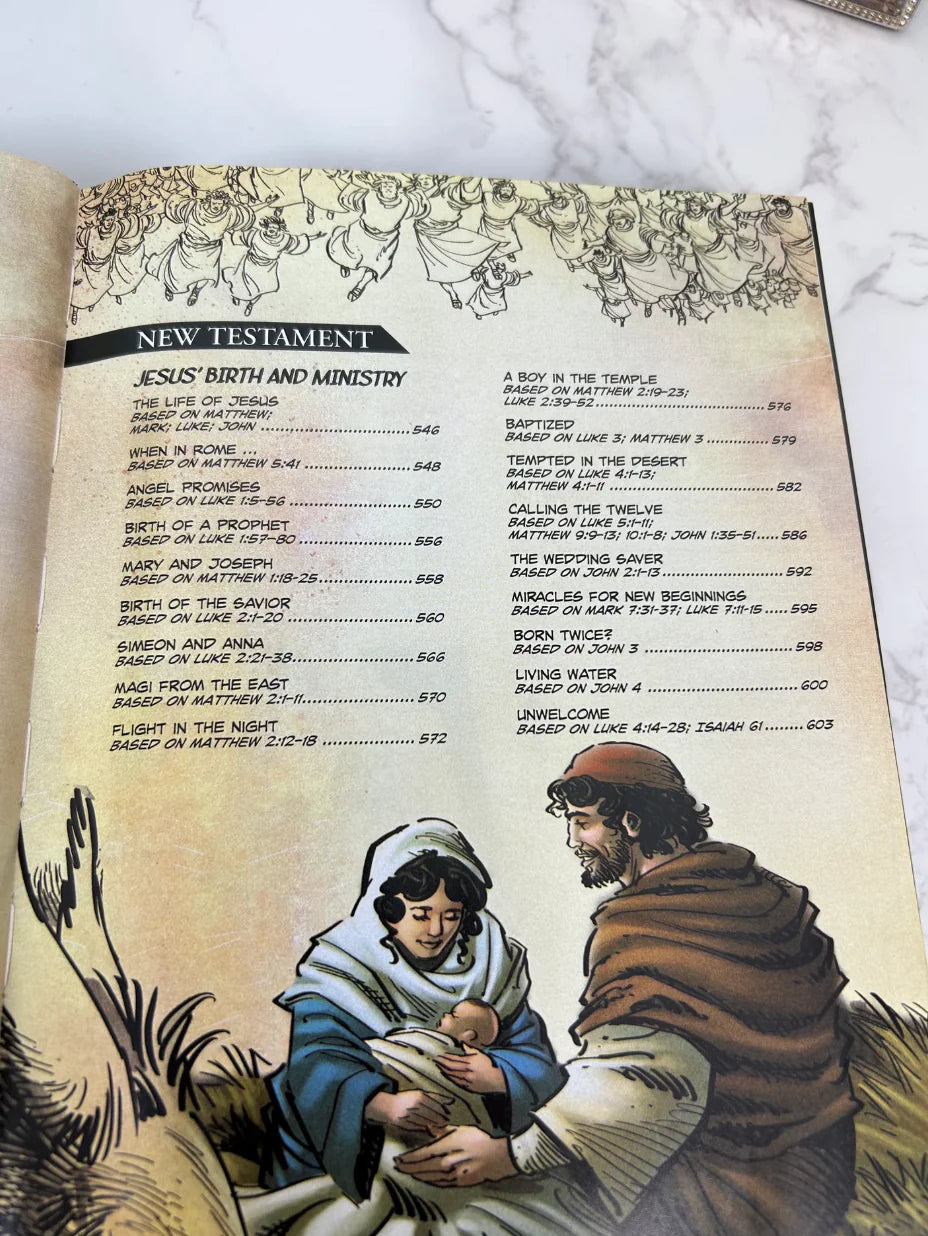 NEW TESTAMENT
JESUS' BIRTH AND MINISTRY
THE LIFE OF JESUS
BASED ON MATTHEW;
MARK; LUKE; JOHN ................................ 546
WHEN IN ROME ...
BASED ON MATTHEW 5:41 ...................... 548
ANGEL PROMISES
BASED ON LUKE 1:5-56 ......................... 550
BIRTH OF A PROPHET
BASED ON LUKE 1:57-80 ....................... 556
MARY AND JOSEPH
BASED ON MATTHEW 1:18-25................... 558
BIRTH OF THE SAVIOR
BASED ON LUKE 2:1-20 ......................... 560
SIMEON AND ANNA
BASED ON LUKE 2:21-38......................... 566
MAGI FROM THE EAST
BASED ON MATTHEW 2:1-11...................... 570
FLIGHT IN THE NIGHT
BASED ON MATTHEW 2:12-18 .................. 572
A BOY IN THE TEMPLE
BASED ON MATTHEW 2:19-23;
LUKE 2:39-52................................... 576
BAPTIZED
BASED ON LUKE 3; MATTHEW 3 ............. 579
TEMPTED IN THE DESERT
BASED ON LUKE 4:1-13;
MATTHEW 4:1-11 ................................. 582
CALLING THE TWELVE
BASED ON LUKE 5:1-11;
MATTHEW 9:9-13; 10:1-8; JOHN 1:35-51..... 586
THE WEDDING SAVER
BASED ON JOHN 2:1-13......................... 592
MIRACLES FOR NEW BEGINNINGS
BASED ON MARK 7:31-37; LUKE 7:11-15 ..... 595
BORN TWICE?
BASED ON JOHN 3 .............................. 598
LIVING WATER
BASED ON JOHN 4 .............................. 600
UNWELCOME
BASED ON LUKE 4:14-28; ISAIAH 61 ........ 603